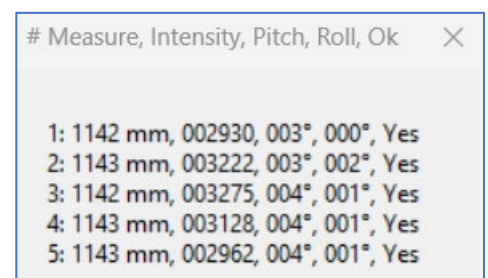 # Measure, Intensity, Pitch, Roll, Ok
1: 1142 mm, 002930, 003°, 000°, Yes
2: 1143 mm, 003222, 003°, 002°, Yes
3: 1142 mm, 003275, 004°, 001°, Yes
4: 1143 mm, 003128, 004°, 001°, Yes
5: 1143 mm, 002962, 004°, 001°, Yes